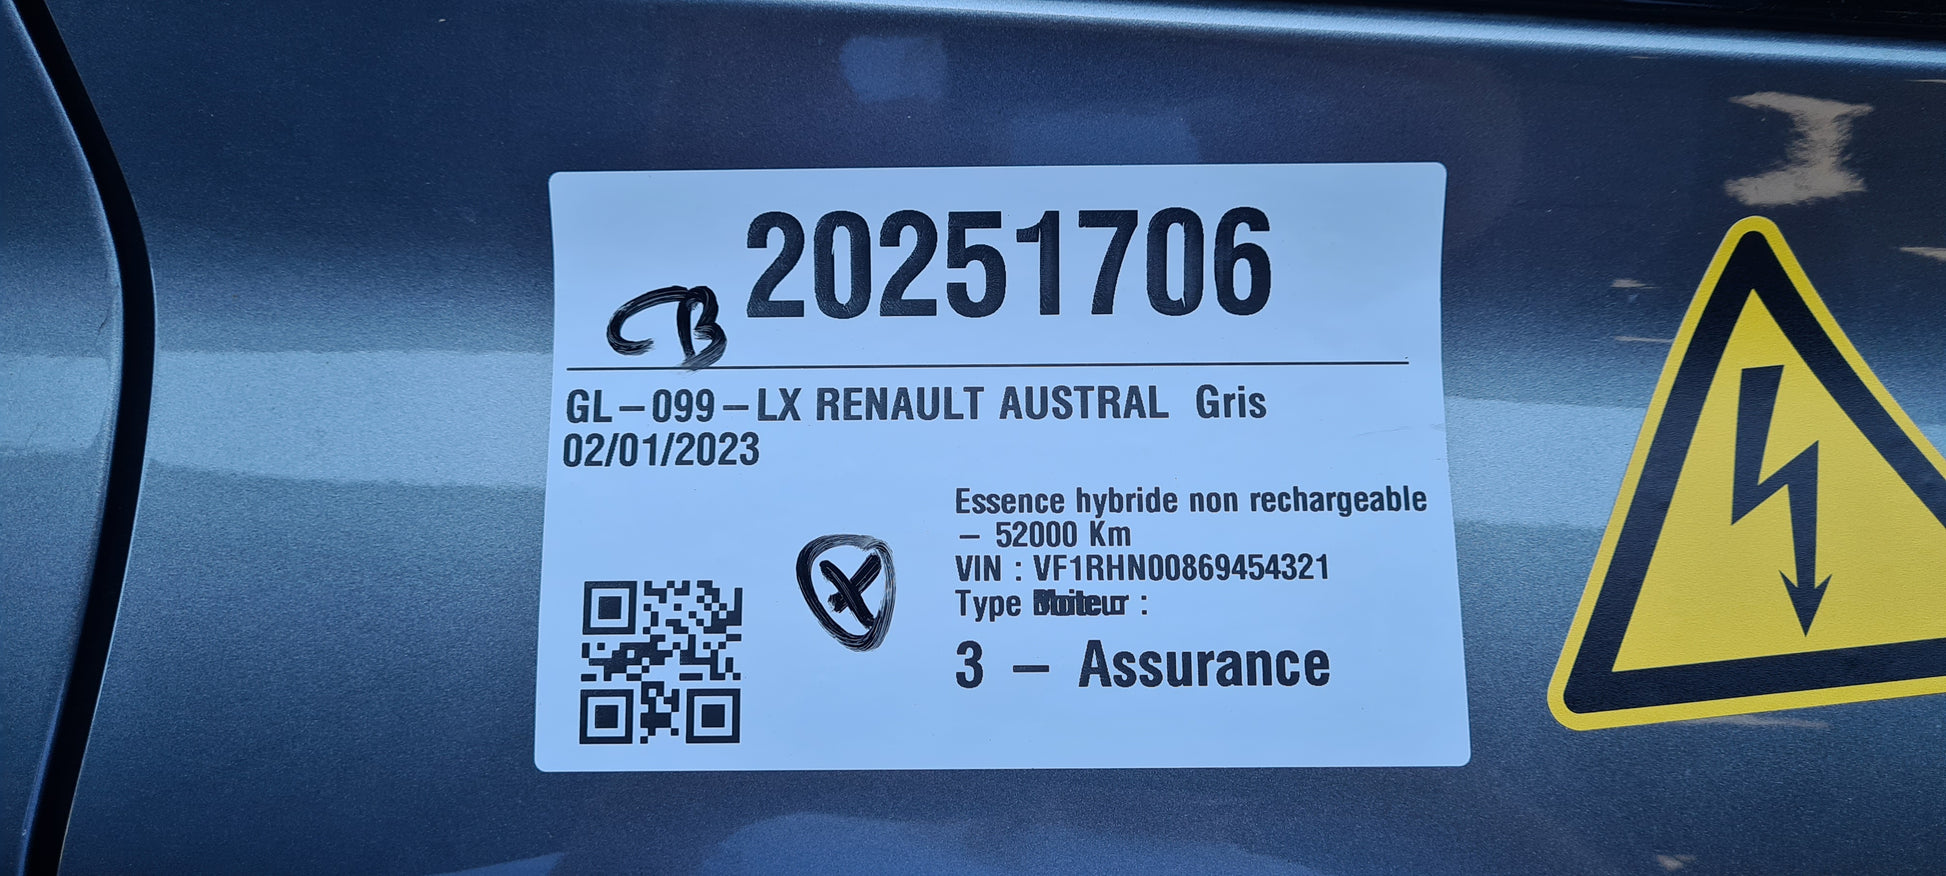 20251706
CB
GL-099-LX RENAULT AUSTRAL Gris
02/01/2023
Essence hybride non rechargeable
- 52000 Km
VIN : VF1RHN00869454321
Type :
X
3 - Assurance